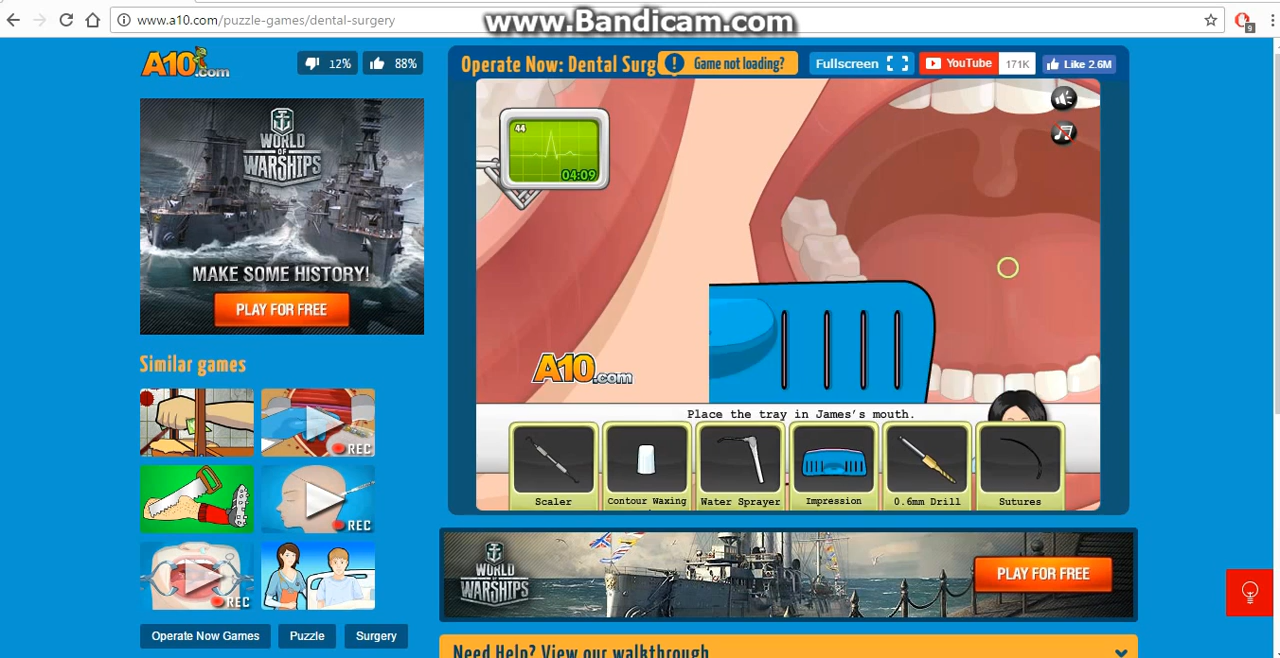 www.Bandicam.com
www.a10.com/puzzle-games/dental-surgery
9
A10.com
12%
88%
Operate Now: Dental Surg
Game not loading?
Fullscreen
YouTube
171K
Like 2.6M
WORLD
OF
WARSHIPS
MAKE SOME HISTORY!
PLAY FOR FREE
44
04:09
A10.com
Place the tray in James's mouth.
Scaler
Contour Waxing
Water Sprayer
Impression
0.6mm Drill
Sutures
Similar games
REC
REC
REC
WORLD
OF
WARSHIPS
PLAY FOR FREE
Operate Now Games
Puzzle
Surgery
Need Help? View our walkthrough